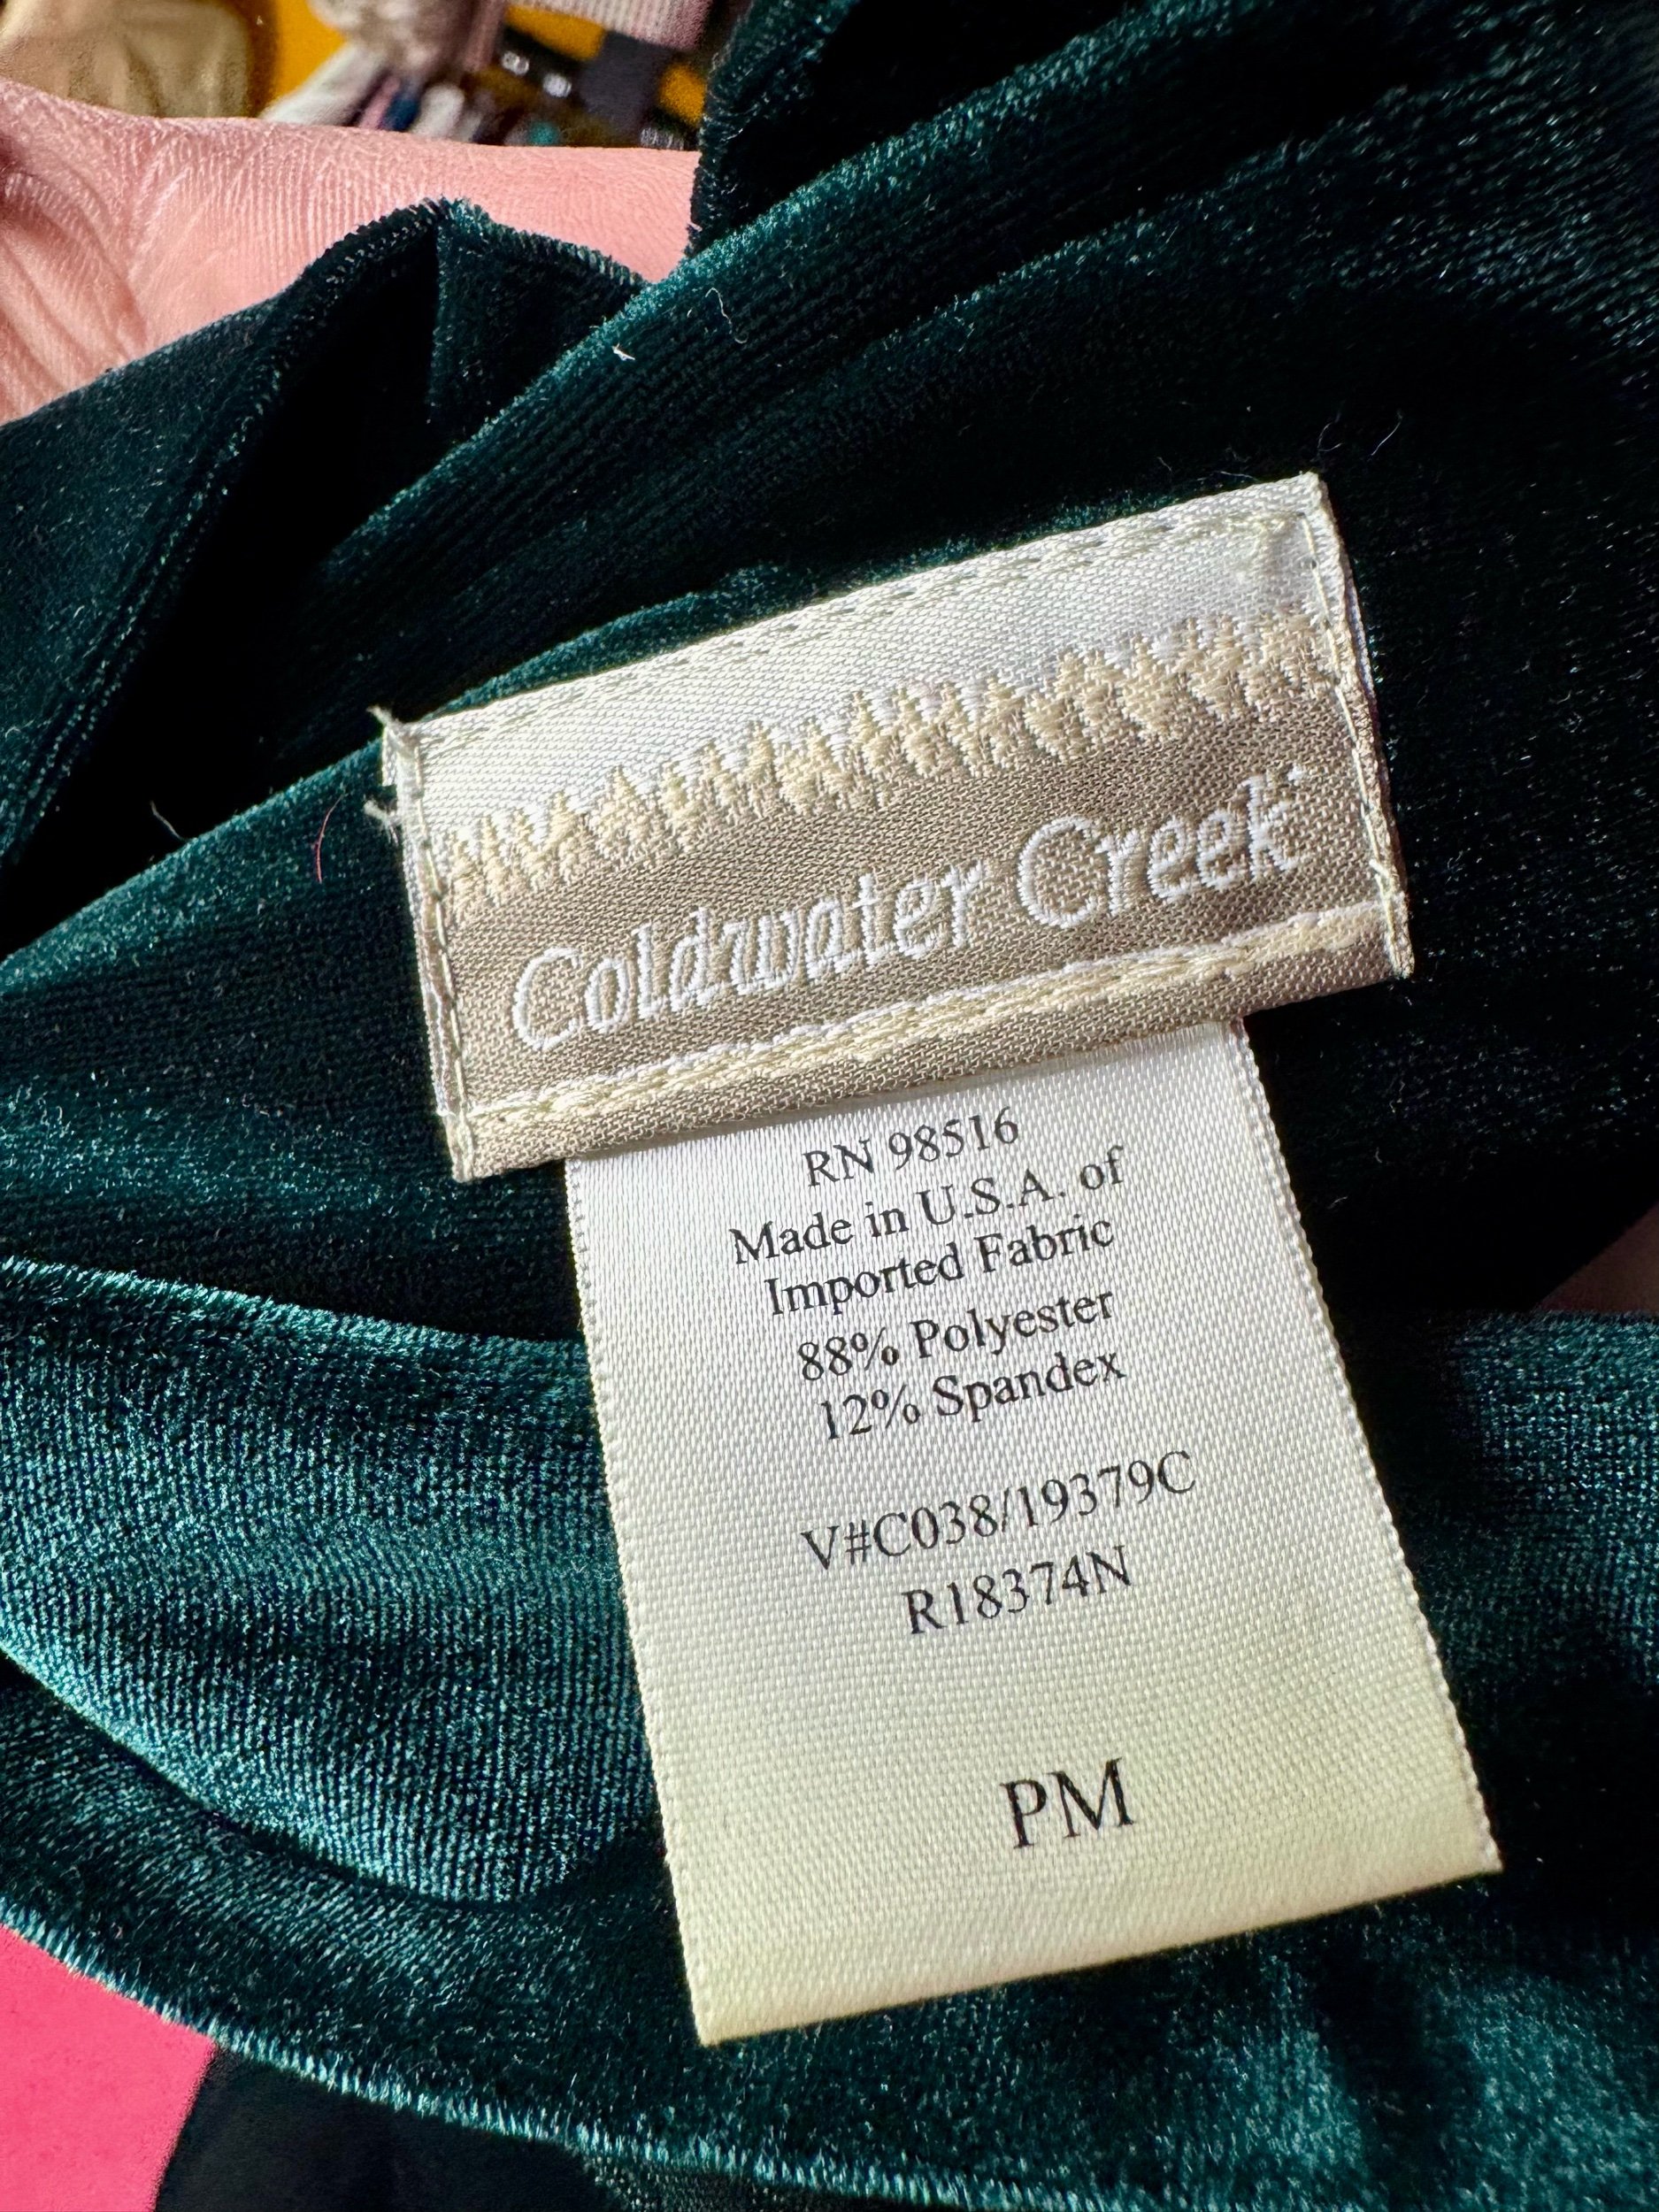 Coldwater Creek
RN 98516
Made in U.S.A. of
Imported Fabric
88% Polyester
12% Spandex
V#C038/19379C
R18374N
PM